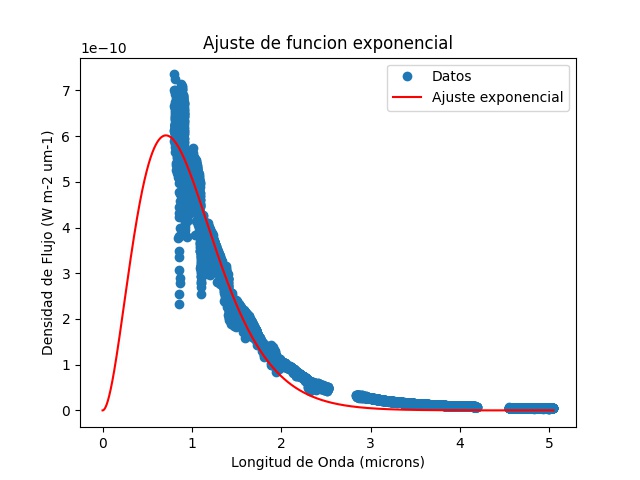 Ajuste de funcion exponencial
1e−10
Datos
Ajuste exponencial
7
6
5
4
3
2
1
0
Densidad de Flujo (W m-2 um-1)
0 1 2 3 4 5
Longitud de Onda (microns)